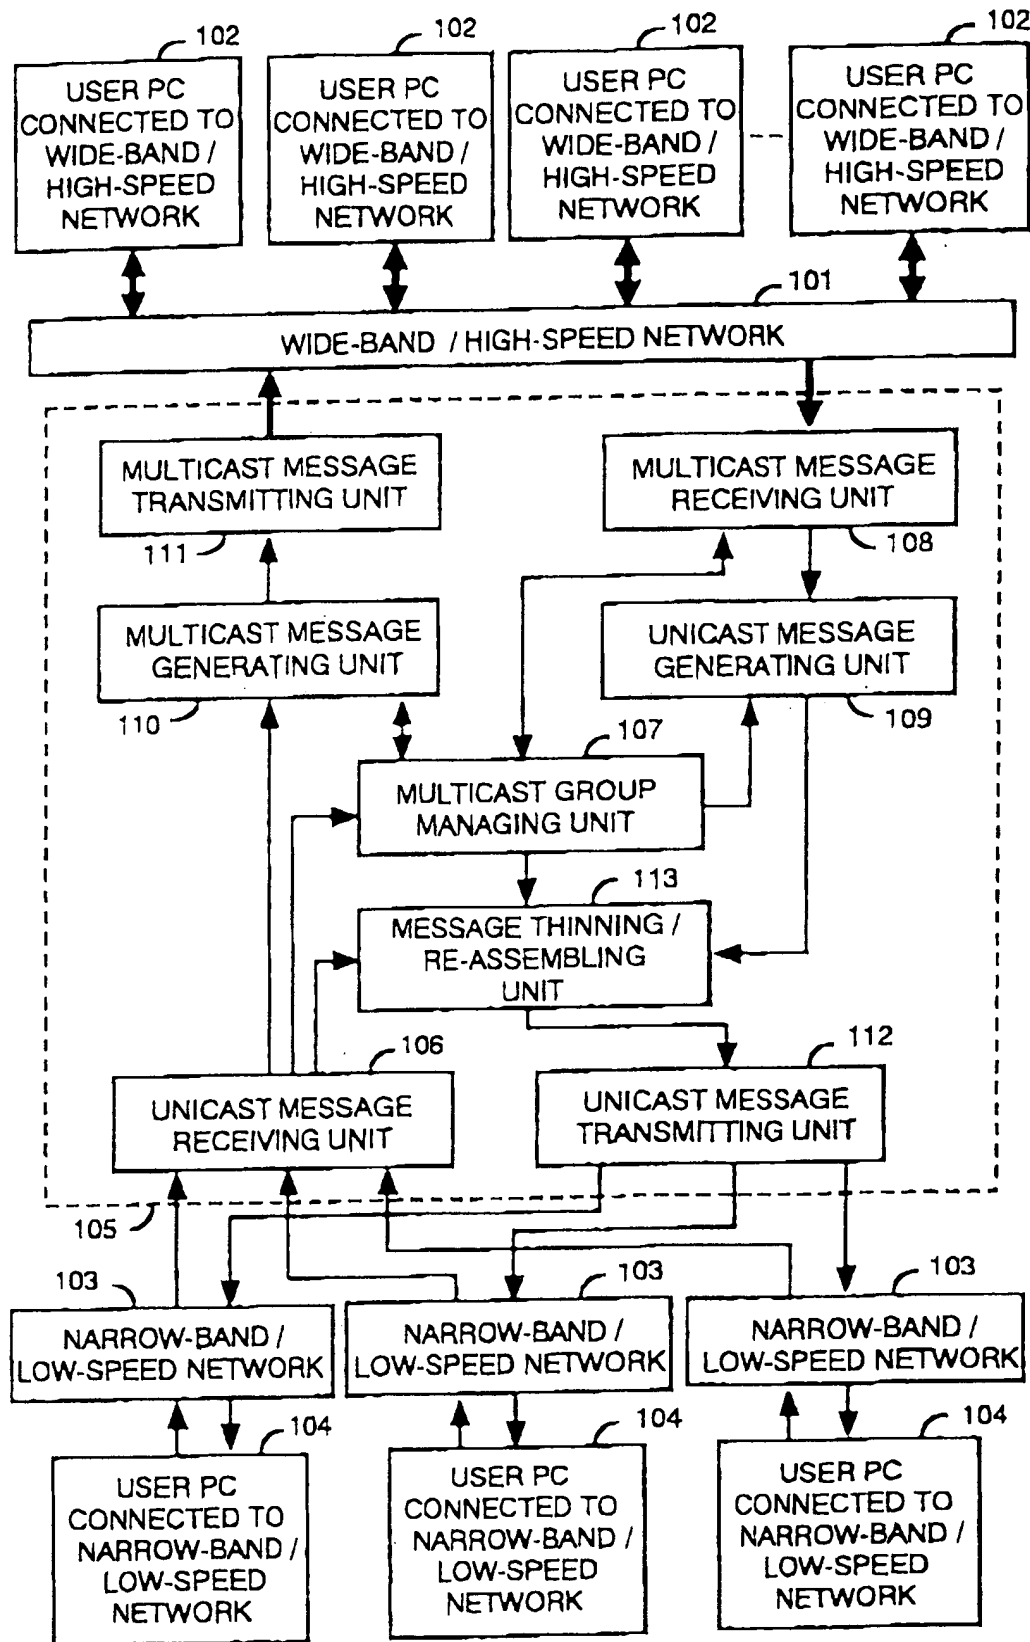 102
102
102
102
USER PC
CONNECTED TO
WIDE-BAND /
HIGH-SPEED
NETWORK
USER PC
CONNECTED TO
WIDE-BAND /
HIGH-SPEED
NETWORK
USER PC
CONNECTED TO
WIDE-BAND /
HIGH-SPEED
NETWORK
USER PC
CONNECTED TO
WIDE-BAND /
HIGH-SPEED
NETWORK
101
WIDE-BAND / HIGH-SPEED NETWORK
MULTICAST MESSAGE
TRANSMITTING UNIT
111
MULTICAST MESSAGE
RECEIVING UNIT
108
MULTICAST MESSAGE
GENERATING UNIT
110
UNICAST MESSAGE
GENERATING UNIT
109
107
MULTICAST GROUP
MANAGING UNIT
113
MESSAGE THINNING /
RE-ASSEMBLING
UNIT
106
UNICAST MESSAGE
RECEIVING UNIT
112
UNICAST MESSAGE
TRANSMITTING UNIT
105
103
NARROW-BAND /
LOW-SPEED NETWORK
103
NARROW-BAND /
LOW-SPEED NETWORK
103
NARROW-BAND /
LOW-SPEED NETWORK
104
USER PC
CONNECTED TO
NARROW-BAND /
LOW-SPEED
NETWORK
104
USER PC
CONNECTED TO
NARROW-BAND /
LOW-SPEED
NETWORK
104
USER PC
CONNECTED TO
NARROW-BAND /
LOW-SPEED
NETWORK